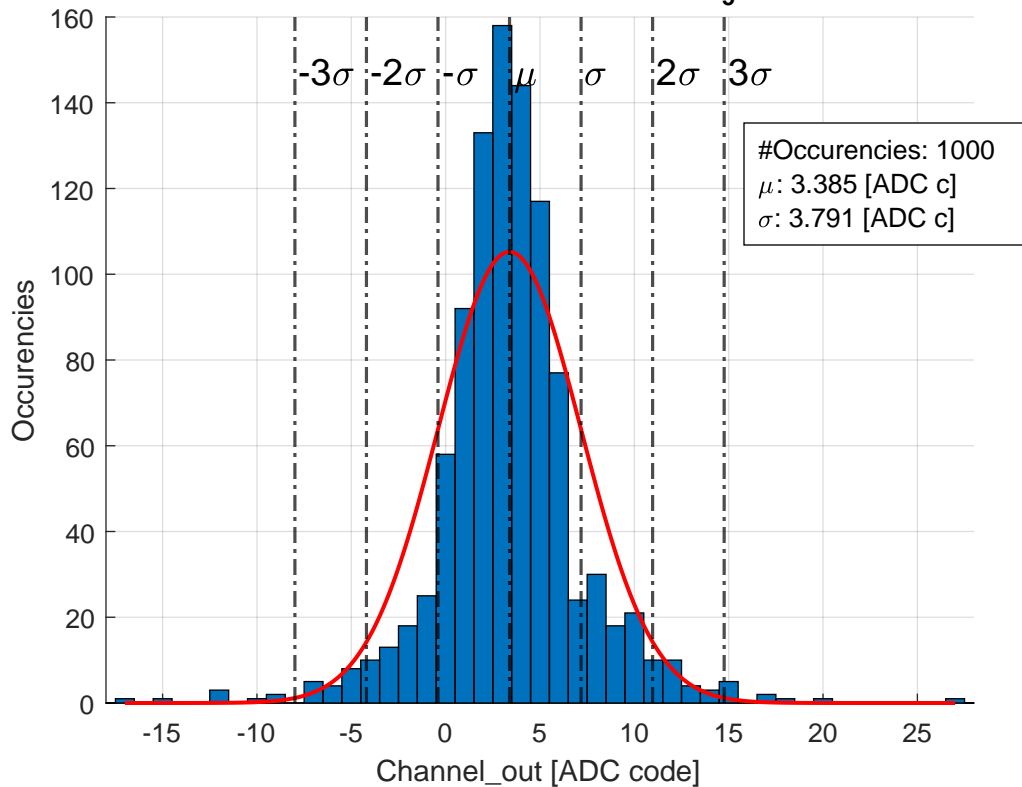 160
140
120
100
80
60
40
20
0
Occurencies
-3σ -2σ -σ μ σ 2σ 3σ
#Occurencies: 1000
μ: 3.385 [ADC c]
σ: 3.791 [ADC c]
-15 -10 -5 0 5 10 15 20 25
Channel_out [ADC code]